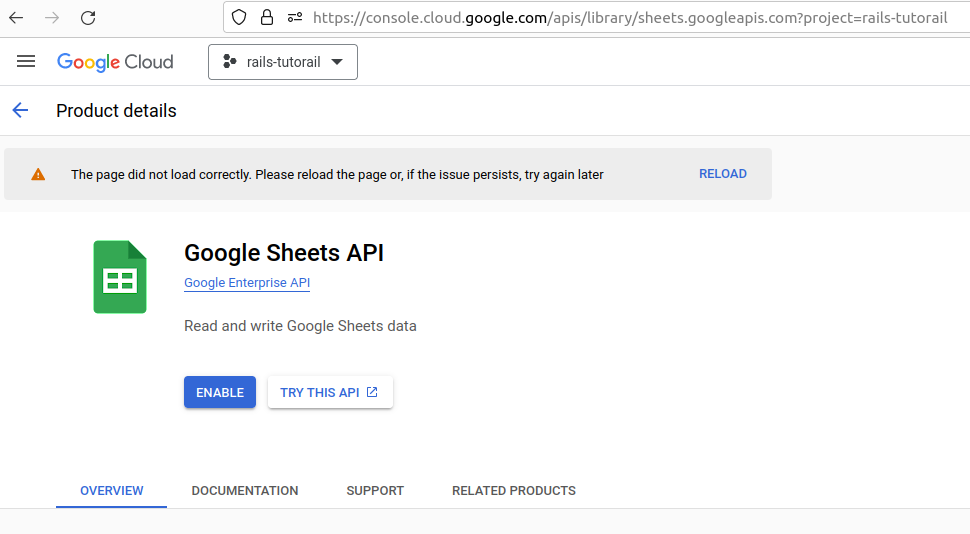 https://console.cloud.google.com/apis/library/sheets.googleapis.com?project=rails-tutorail
Google Cloud
rails-tutorail
Product details
The page did not load correctly. Please reload the page or, if the issue persists, try again later
RELOAD
Google Sheets API
Google Enterprise API
Read and write Google Sheets data
ENABLE
TRY THIS API
OVERVIEW
DOCUMENTATION
SUPPORT
RELATED PRODUCTS